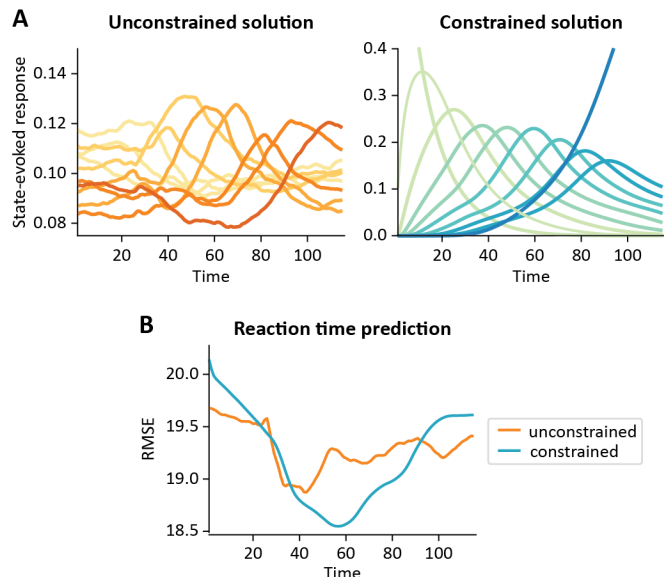 A
Unconstrained solution
Constrained solution
State-evoked response
0.14
0.12
0.10
0.08
20 40 60 80 100
Time
0.4
0.3
0.2
0.1
0.0
20 40 60 80 100
Time
B
Reaction time prediction
RMSE
20.0
19.5
19.0
18.5
20 40 60 80 100
Time
unconstrained
constrained